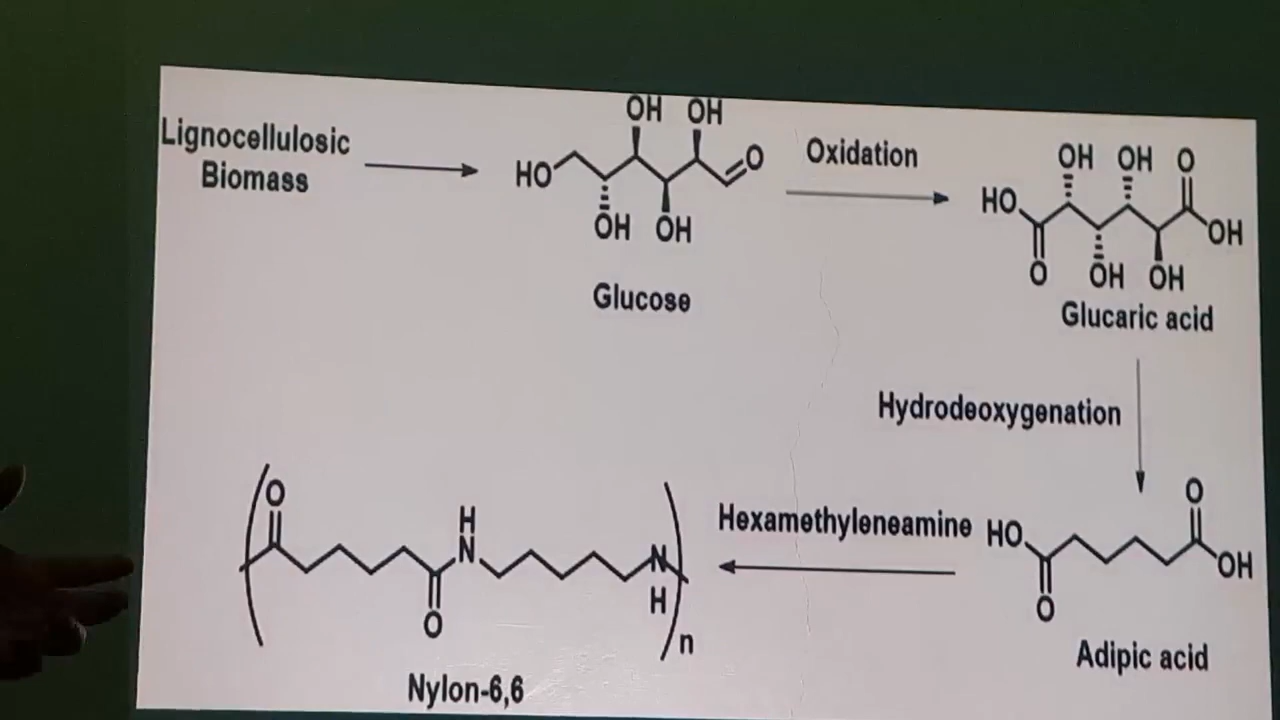 Lignocellulosic
Biomass
OH OH
HO
O
OH OH
Glucose
Oxidation
OH OH O
HO
OH
O OH OH
Glucaric acid
Hydrodeoxygenation
O
HO
OH
O
Adipic acid
Hexamethyleneamine
O
H
N
N
H
O
n
Nylon-6,6